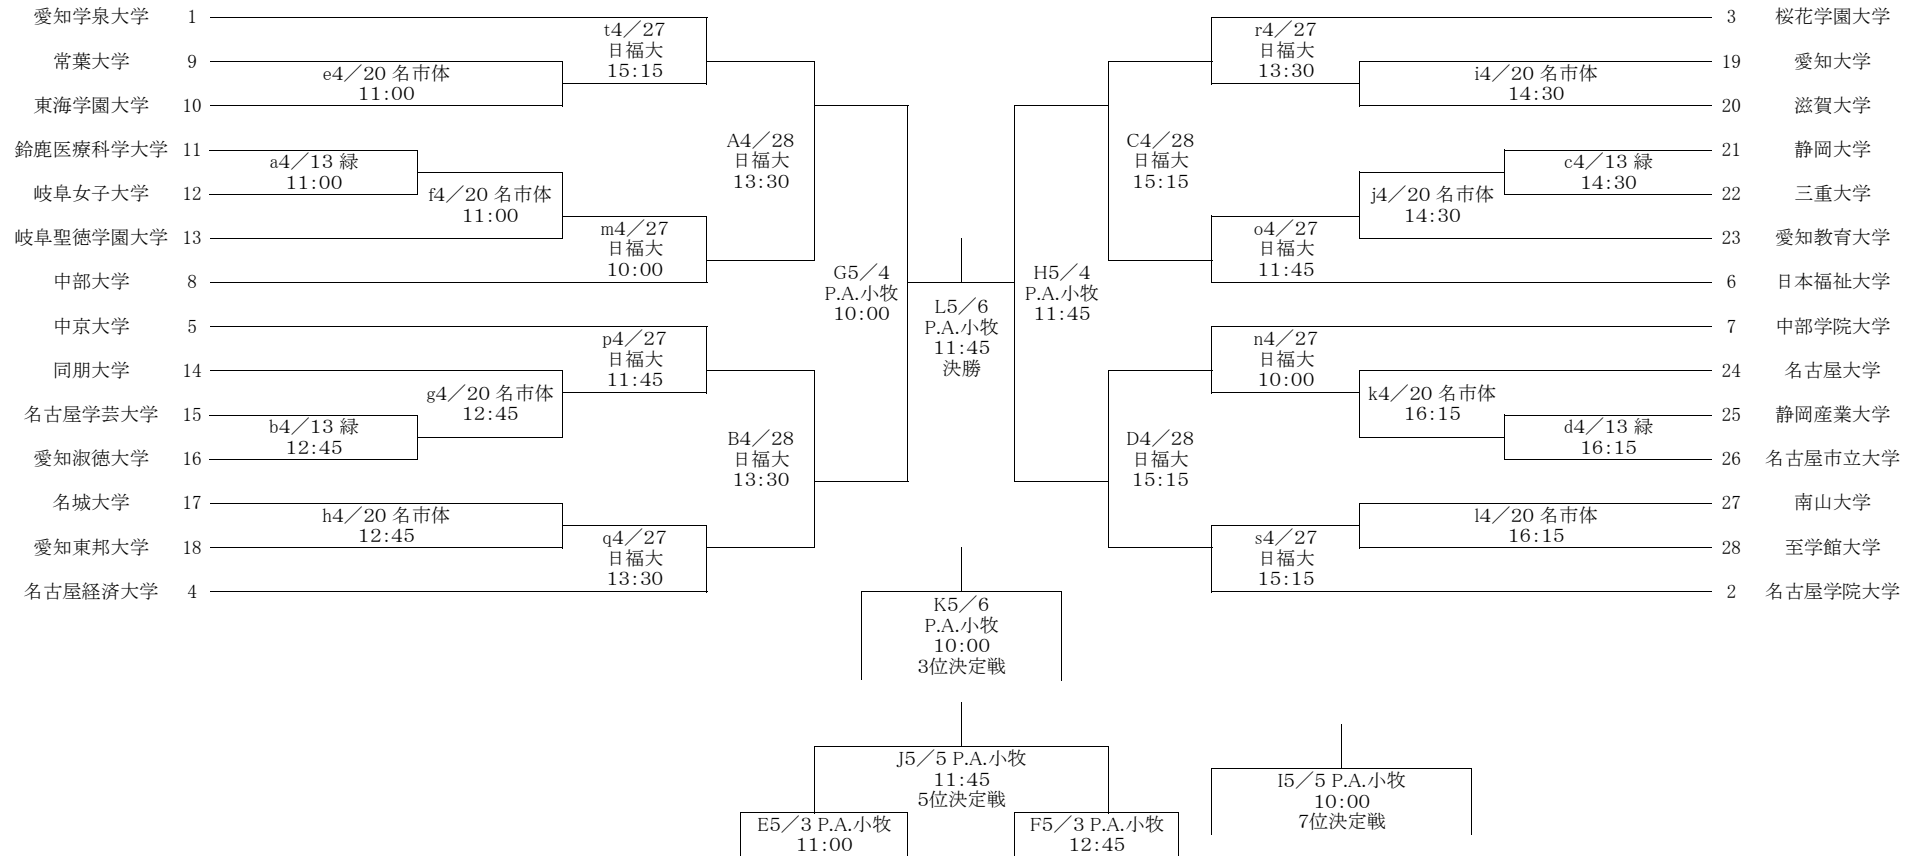 愛知学泉大学 1
t4／27
日福大
15:15
常葉大学 9
e4／20 名市体
11:00
東海学園大学 10
鈴鹿医療科学大学 11
a4／13 緑
11:00
岐阜女子大学 12
f4／20 名市体
11:00
岐阜聖徳学園大学 13
m4／27
日福大
10:00
中部大学 8
A4／28
日福大
13:30
中京大学 5
p4／27
日福大
11:45
同朋大学 14
g4／20 名市体
12:45
名古屋学芸大学 15
b4／13 緑
12:45
愛知淑徳大学 16
名城大学 17
h4／20 名市体
12:45
愛知東邦大学 18
q4／27
日福大
13:30
名古屋経済大学 4
B4／28
日福大
13:30
G5／4
P.A.小牧
10:00
L5／6
P.A.小牧
11:45
決勝
H5／4
P.A.小牧
11:45
3 桜花学園大学
r4／27
日福大
13:30
19 愛知大学
i4／20 名市体
14:30
20 滋賀大学
C4／28
日福大
15:15
21 静岡大学
c4／13 緑
14:30
22 三重大学
j4／20 名市体
14:30
23 愛知教育大学
o4／27
日福大
11:45
6 日本福祉大学
7 中部学院大学
n4／27
日福大
10:00
24 名古屋大学
k4／20 名市体
16:15
25 静岡産業大学
d4／13 緑
16:15
26 名古屋市立大学
D4／28
日福大
15:15
27 南山大学
l4／20 名市体
16:15
28 至学館大学
s4／27
日福大
15:15
2 名古屋学院大学
K5／6
P.A.小牧
10:00
3位決定戦
J5／5 P.A.小牧
11:45
5位決定戦
E5／3 P.A.小牧
11:00
F5／3 P.A.小牧
12:45
I5／5 P.A.小牧
10:00
7位決定戦